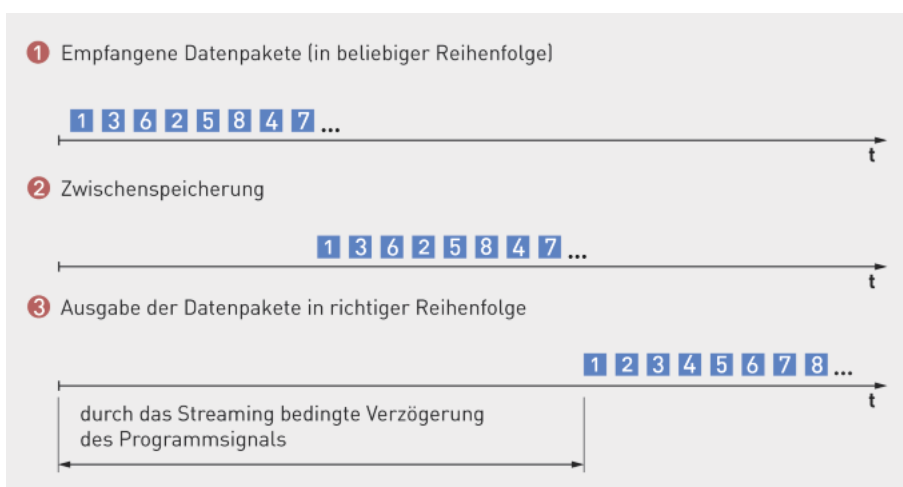 1 Empfangene Datenpakete (in beliebiger Reihenfolge)
1 3 6 2 5 8 4 7 ...
t
2 Zwischenspeicherung
1 3 6 2 5 8 4 7 ...
t
3 Ausgabe der Datenpakete in richtiger Reihenfolge
1 2 3 4 5 6 7 8 ...
t
durch das Streaming bedingte Verzögerung
des Programmsignals